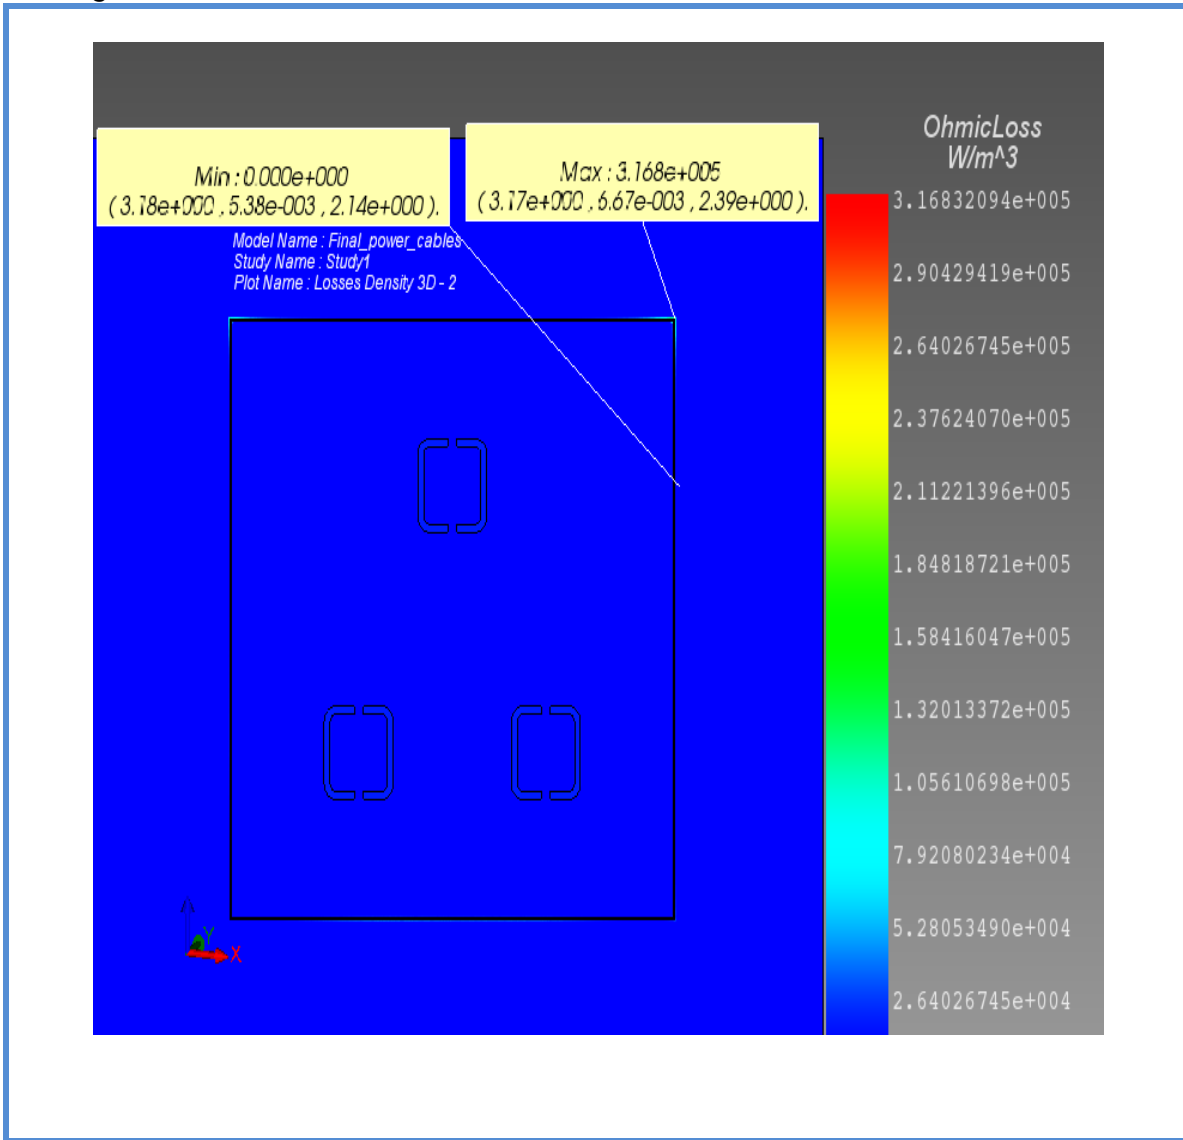 Min : 0.000e+000
( 3.18e+000 , 5.38e-003 , 2.14e+000 ).
Max : 3.168e+005
( 3.17e+000 , 6.67e-003 , 2.39e+000 ).
Model Name : Final_power_cables
Study Name : Study1
Plot Name : Losses Density 3D - 2
OhmicLoss
W/m^3
3.16832094e+005
2.90429419e+005
2.64026745e+005
2.37624070e+005
2.11221396e+005
1.84818721e+005
1.58416047e+005
1.32013372e+005
1.05610698e+005
7.92080234e+004
5.28053490e+004
2.64026745e+004
Y
X